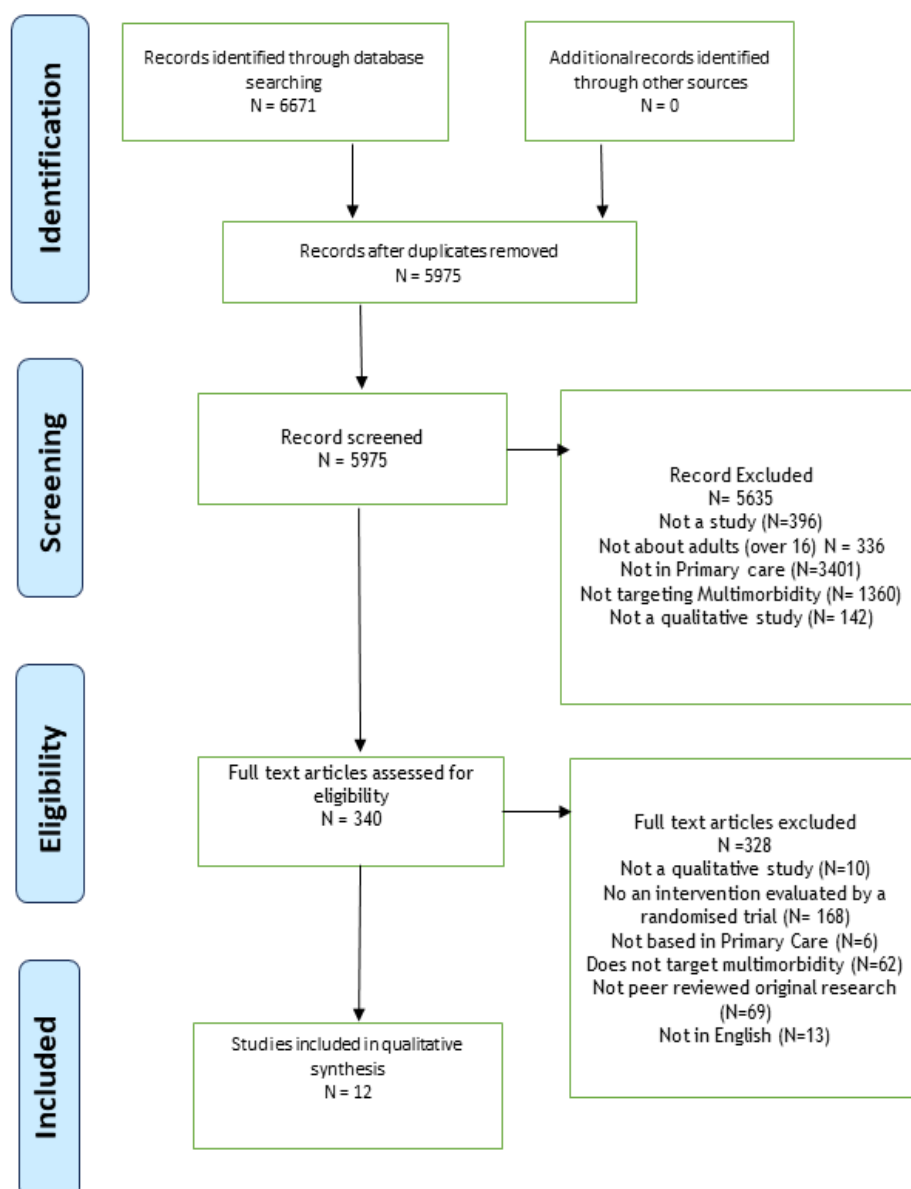 Identification
Records identified through database
searching
N = 6671
Additional records identified
through other sources
N = 0
Records after duplicates removed
N = 5975
Screening
Record screened
N = 5975
Record Excluded
N= 5635
Not a study (N=396)
Not about adults (over 16) N = 336
Not in Primary care (N=3401)
Not targeting Multimorbidity (N= 1360)
Not a qualitative study (N= 142)
Eligibility
Full text articles assessed for
eligibility
N = 340
Full text articles excluded
N =328
Not a qualitative study (N=10)
No an intervention evaluated by a
randomised trial (N= 168)
Not based in Primary Care (N=6)
Does not target multimorbidity (N=62)
Not peer reviewed original research
(N=69)
Not in English (N=13)
Included
Studies included in qualitative
synthesis
N = 12